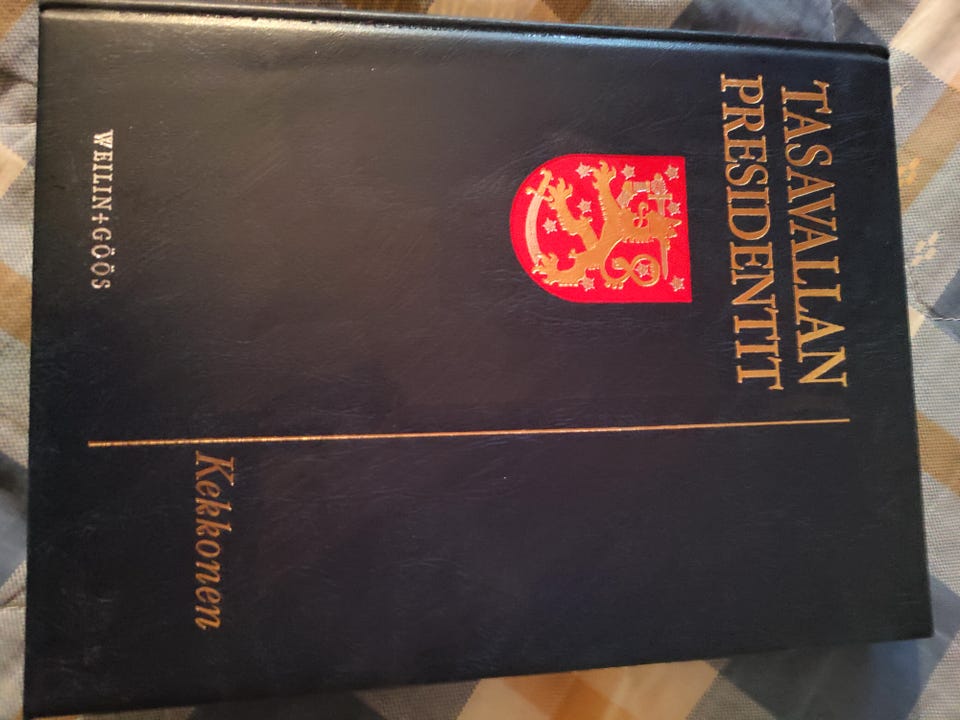 TASAVALLAN
PRESIDENTIT
Kekkonen
WEILIN+GÖÖS